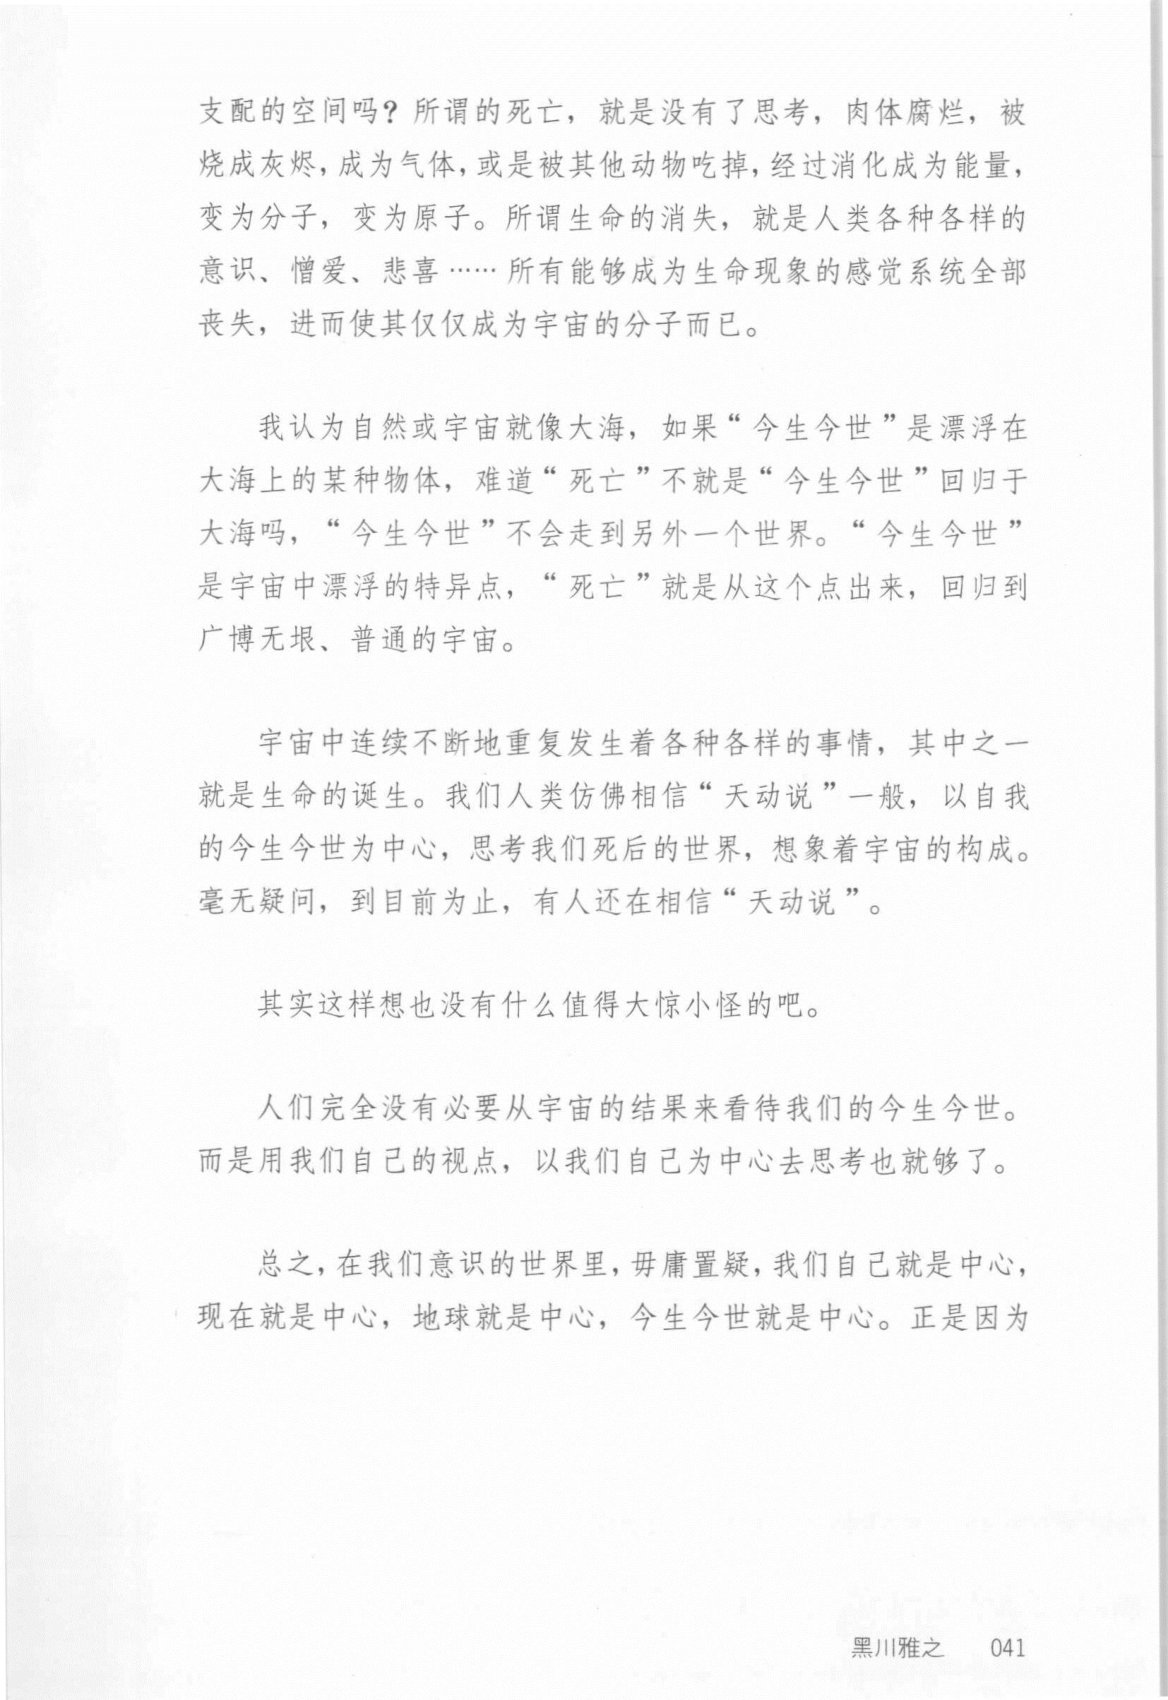 支配的空间吗？所谓的死亡，就是没有了思考，肉体腐烂，被
烧成灰烬，成为气体，或是被其他动物吃掉，经过消化成为能量，
变为分子，变为原子。所谓生命的消失，就是人类各种各样的
意识、憎爱、悲喜……所有能够成为生命现象的感觉系统全部
丧失，进而使其仅仅成为宇宙的分子而已。
我认为自然或宇宙就像大海，如果“今生今世”是漂浮在
大海上的某种物体，难道“死亡”不就是“今生今世”回归于
大海吗，“今生今世”不会走到另外一个世界。“今生今世”
是宇宙中漂浮的特异点，“死亡”就是从这个点出来，回归到
广博无垠、普通的宇宙。
宇宙中连续不断地重复发生着各种各样的事情，其中之一
就是生命的诞生。我们人类仿佛相信“天动说”一般，以自我
的今生今世为中心，思考我们死后的世界，想象着宇宙的构成。
毫无疑问，到目前为止，有人还在相信“天动说”。
其实这样想也没有什么值得大惊小怪的吧。
人们完全没有必要从宇宙的结果来看待我们的今生今世。
而是用我们自己的视点，以我们自己为中心去思考也就够了。
总之，在我们意识的世界里，毋庸置疑，我们自己就是中心，
现在就是中心，地球就是中心，今生今世就是中心。正是因为
黑川雅之 041